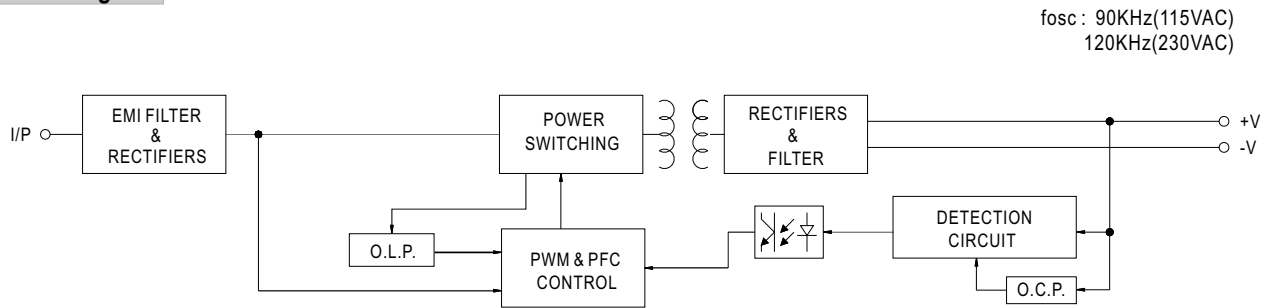 fosc : 90KHz(115VAC)
120KHz(230VAC)
I/P
EMI FILTER
&
RECTIFIERS
POWER
SWITCHING
RECTIFIERS
&
FILTER
+V
-V
O.L.P.
PWM & PFC
CONTROL
DETECTION
CIRCUIT
O.C.P.